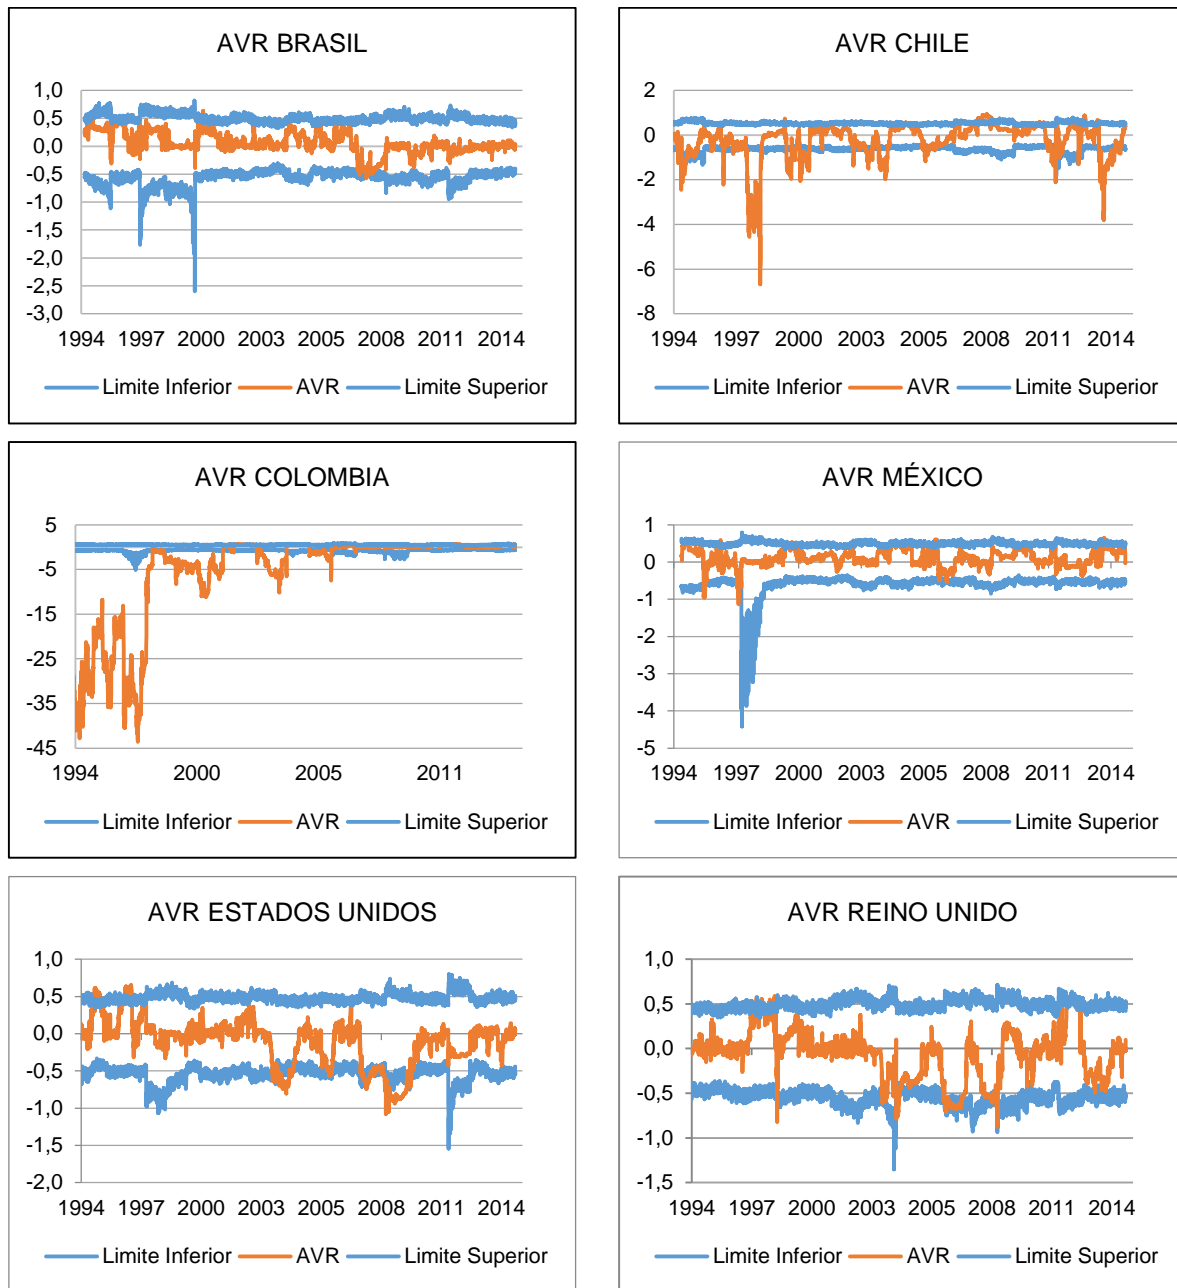 AVR BRASIL
1,0
0,5
0,0
-0,5
-1,0
-1,5
-2,0
-2,5
-3,0
1994 1997 2000 2003 2005 2008 2011 2014
Limite Inferior AVR Limite Superior
AVR CHILE
2
0
-2
-4
-6
-8
1994 1997 2000 2003 2005 2008 2011 2014
Limite Inferior AVR Limite Superior
AVR COLOMBIA
5
-5
-15
-25
-35
-45
1994 2000 2005 2011
Limite Inferior AVR Limite Superior
AVR MÉXICO
1
0
-1
-2
-3
-4
-5
1994 1997 2000 2003 2005 2008 2011 2014
Limite Inferior AVR Limite Superior
AVR ESTADOS UNIDOS
1,0
0,5
0,0
-0,5
-1,0
-1,5
-2,0
1994 1997 2000 2003 2005 2008 2011 2014
Limite Inferior AVR Limite Superior
AVR REINO UNIDO
1,0
0,5
0,0
-0,5
-1,0
-1,5
1994 1997 2000 2003 2005 2008 2011 2014
Limite Inferior AVR Limite Superior